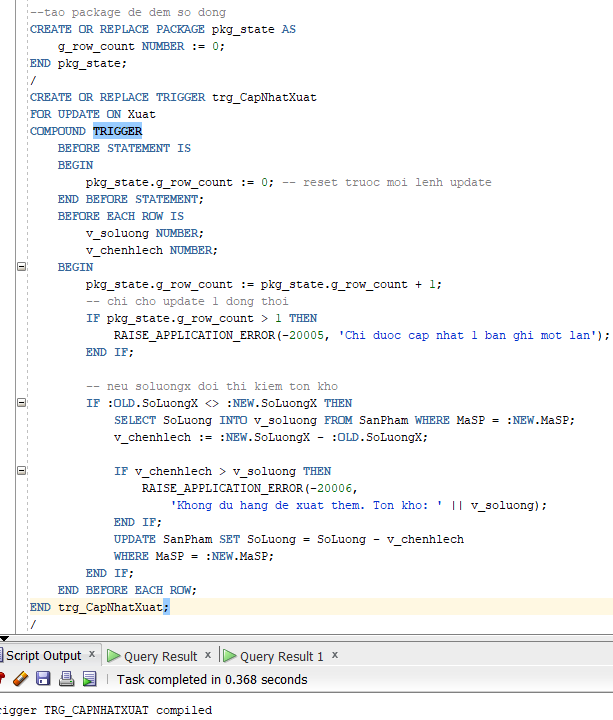 --tao package de dem so dong
CREATE OR REPLACE PACKAGE pkg_state AS
    g_row_count NUMBER := 0;
END pkg_state;
/
CREATE OR REPLACE TRIGGER trg_CapNhatXuat
FOR UPDATE ON Xuat
COMPOUND TRIGGER
    BEFORE STATEMENT IS
    BEGIN
        pkg_state.g_row_count := 0; -- reset truoc moi lenh update
    END BEFORE STATEMENT;
    BEFORE EACH ROW IS
        v_soluong NUMBER;
        v_chenhlech NUMBER;
    BEGIN
        pkg_state.g_row_count := pkg_state.g_row_count + 1;
        -- chi cho update 1 dong thoi
        IF pkg_state.g_row_count > 1 THEN
            RAISE_APPLICATION_ERROR(-20005, 'Chi duoc cap nhat 1 ban ghi mot lan');
        END IF;

        -- neu soluongx doi thi kiem ton kho
        IF :OLD.SoLuongX <> :NEW.SoLuongX THEN
            SELECT SoLuong INTO v_soluong FROM SanPham WHERE MaSP = :NEW.MaSP;
            v_chenhlech := :NEW.SoLuongX - :OLD.SoLuongX;

            IF v_chenhlech > v_soluong THEN
                RAISE_APPLICATION_ERROR(-20006,
                    'Khong du hang de xuat them. Ton kho: ' || v_soluong);
            END IF;
            UPDATE SanPham SET SoLuong = SoLuong - v_chenhlech
            WHERE MaSP = :NEW.MaSP;
        END IF;
    END BEFORE EACH ROW;
END trg_CapNhatXuat;
/
Script Output x Query Result x Query Result 1 x
Task completed in 0.368 seconds
rigger TRG_CAPNHATXUAT compiled